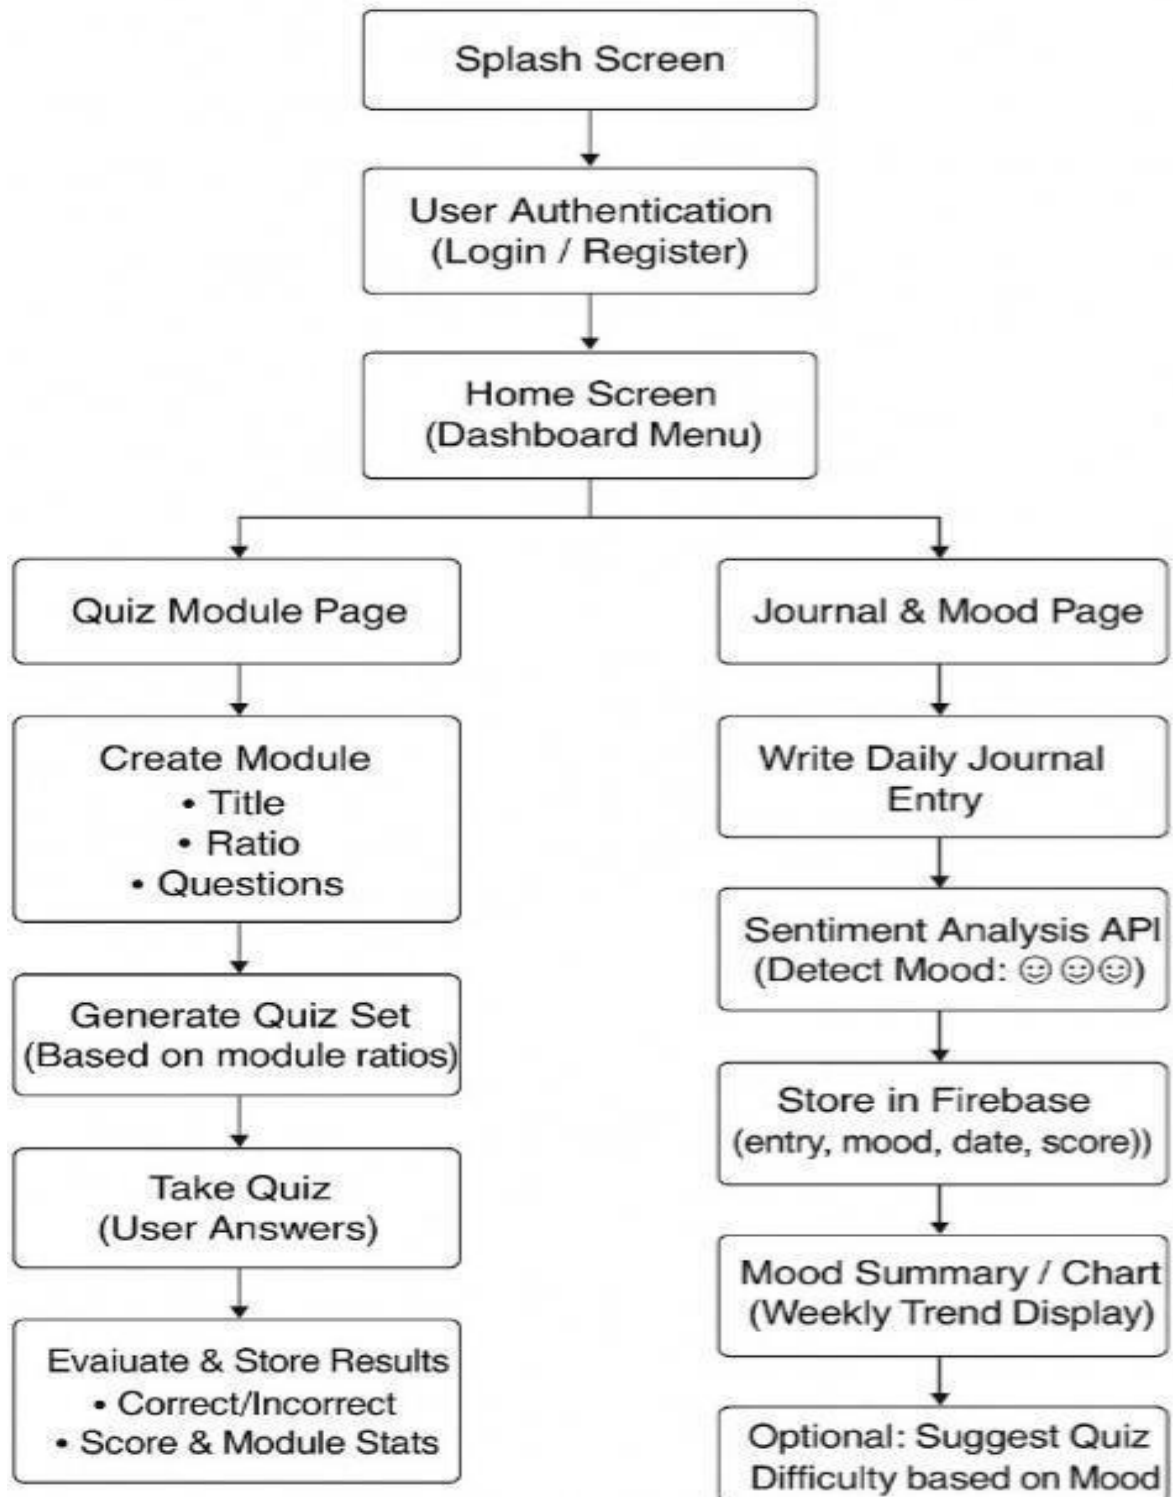 Splash Screen
User Authentication
(Login / Register)
Home Screen
(Dashboard Menu)
Quiz Module Page
Create Module
• Title
• Ratio
• Questions
Generate Quiz Set
(Based on module ratios)
Take Quiz
(User Answers)
Evaiuate & Store Results
• Correct/Incorrect
• Score & Module Stats
Journal & Mood Page
Write Daily Journal
Entry
Sentiment Analysis API
(Detect Mood: ☺☺☺)
Store in Firebase
(entry, mood, date, score))
Mood Summary / Chart
(Weekly Trend Display)
Optional: Suggest Quiz
Difficulty based on Mood